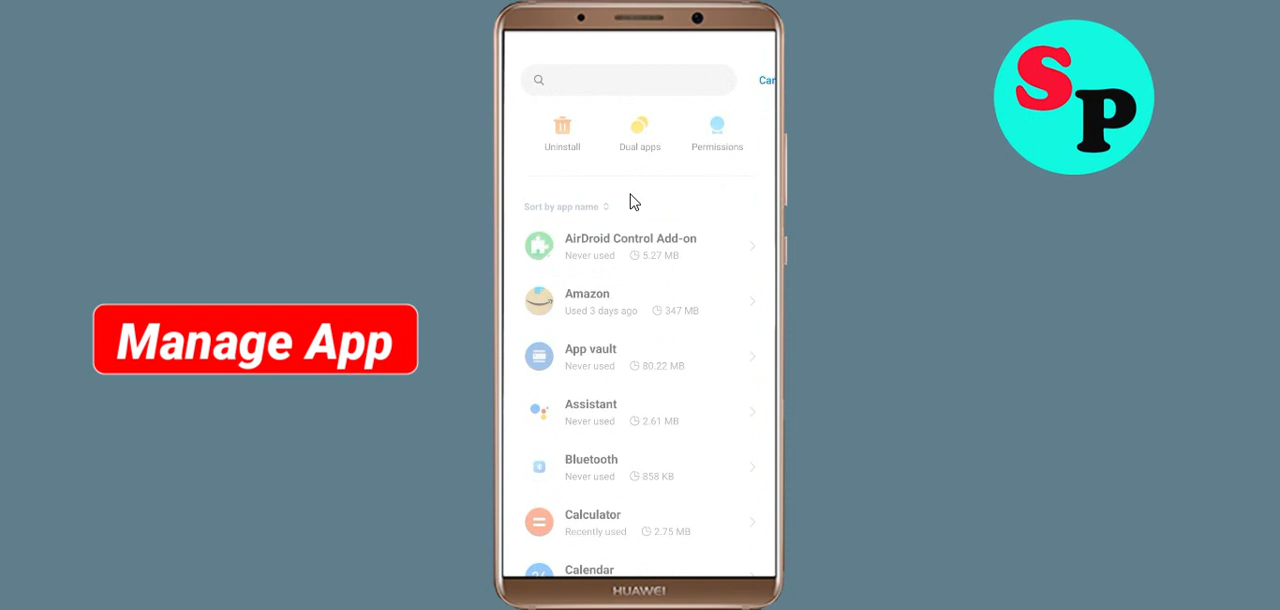 Car
Uninstall Dual apps Permissions
Sort by app name
AirDroid Control Add-on
Never used 5.27 MB
Amazon
Used 3 days ago 347 MB
App vault
Never used 80.22 MB
Assistant
Never used 2.61 MB
Bluetooth
Never used 858 KB
Calculator
Recently used 2.75 MB
Calendar
HUAWEI
Manage App
SP